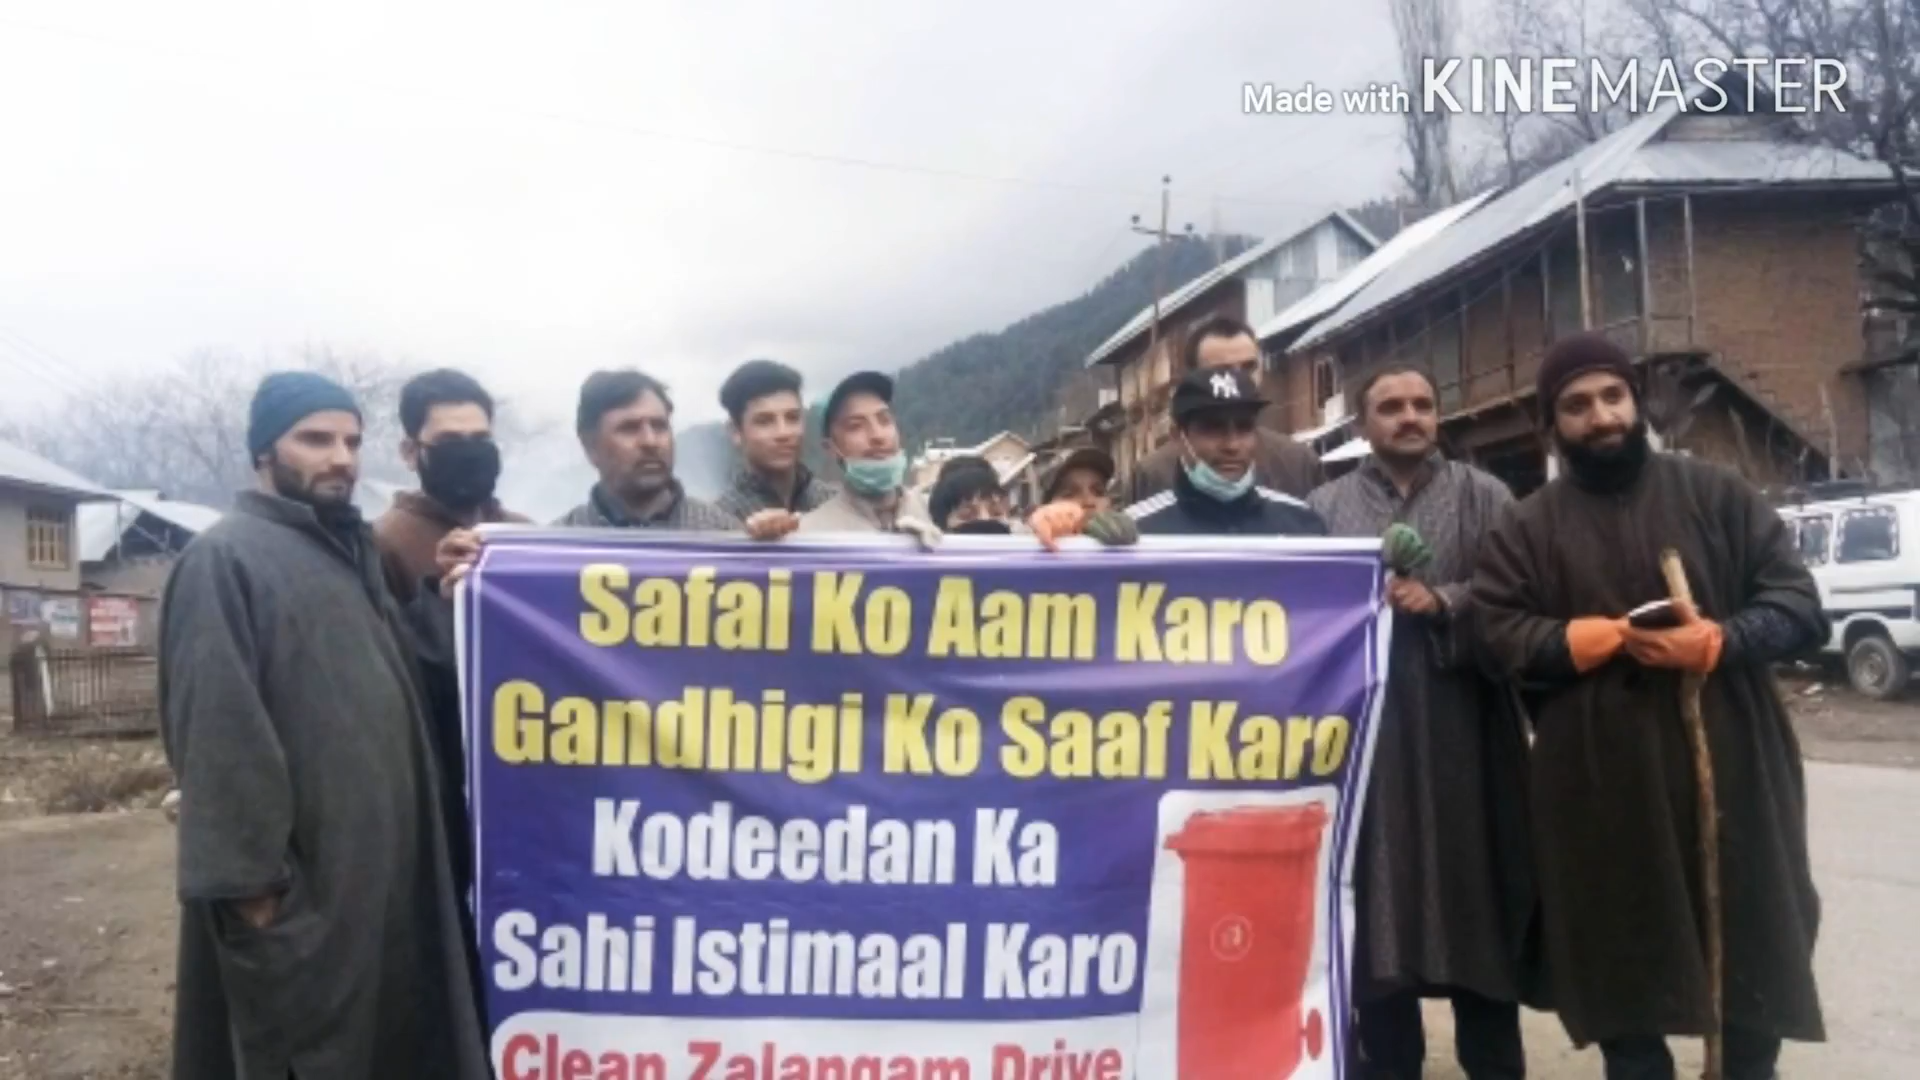 Made with KINEMASTER
NY
Safai Ko Aam Karo
Gandhigi Ko Saaf Karo
Kodeedan Ka
Sahi Istimaal Karo
Clean Zalangam Drive